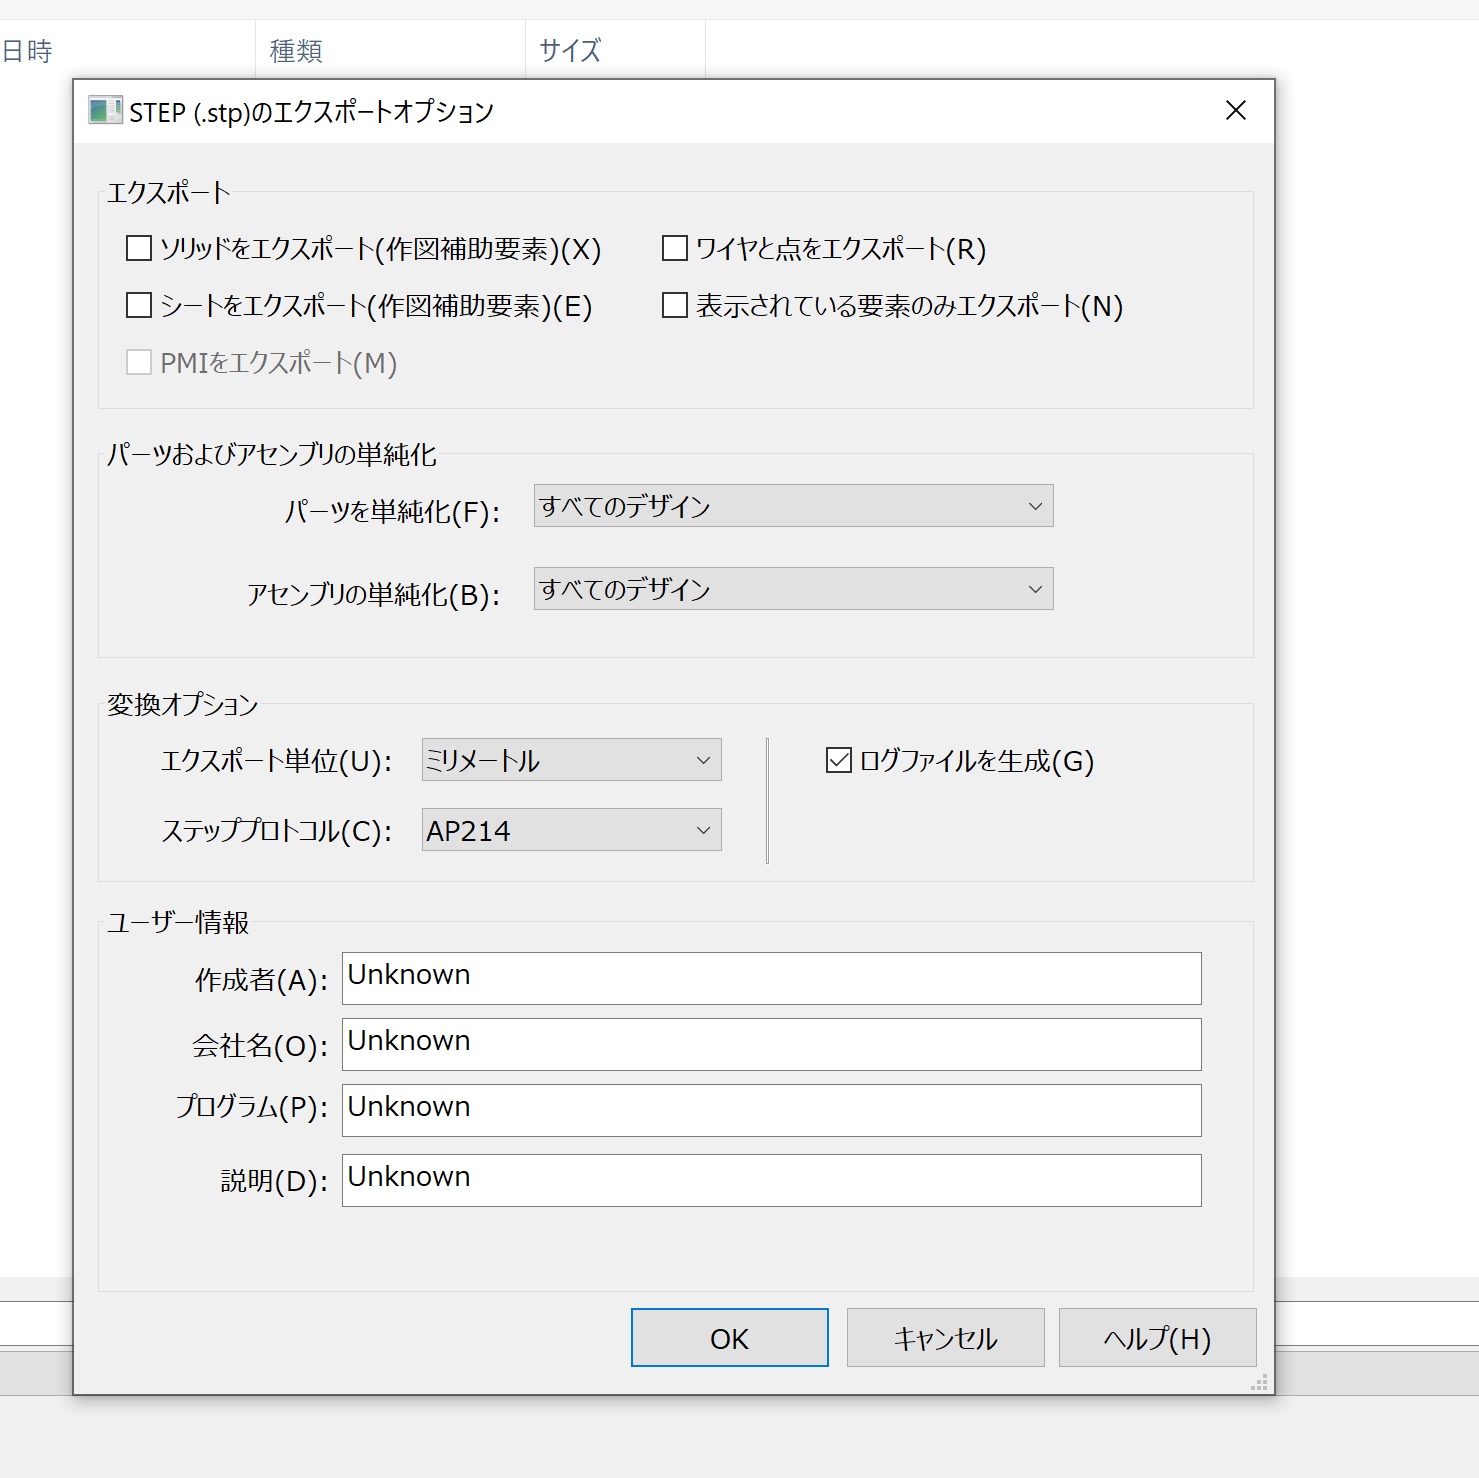 日時 種類 サイズ
STEP (.stp)のエクスポートオプション
エクスポート
ソリッドをエクスポート(作図補助要素)(X) ワイヤと点をエクスポート(R)
シートをエクスポート(作図補助要素)(E) 表示されている要素のみエクスポート(N)
PMIをエクスポート(M)
パーツおよびアセンブリの単純化
パーツを単純化(F): すべてのデザイン
アセンブリの単純化(B): すべてのデザイン
変換オプション
エクスポート単位(U): ミリメートル ログファイルを生成(G)
ステッププロトコル(C): AP214
ユーザー情報
作成者(A): Unknown
会社名(O): Unknown
プログラム(P): Unknown
説明(D): Unknown
OK キャンセル ヘルプ(H)